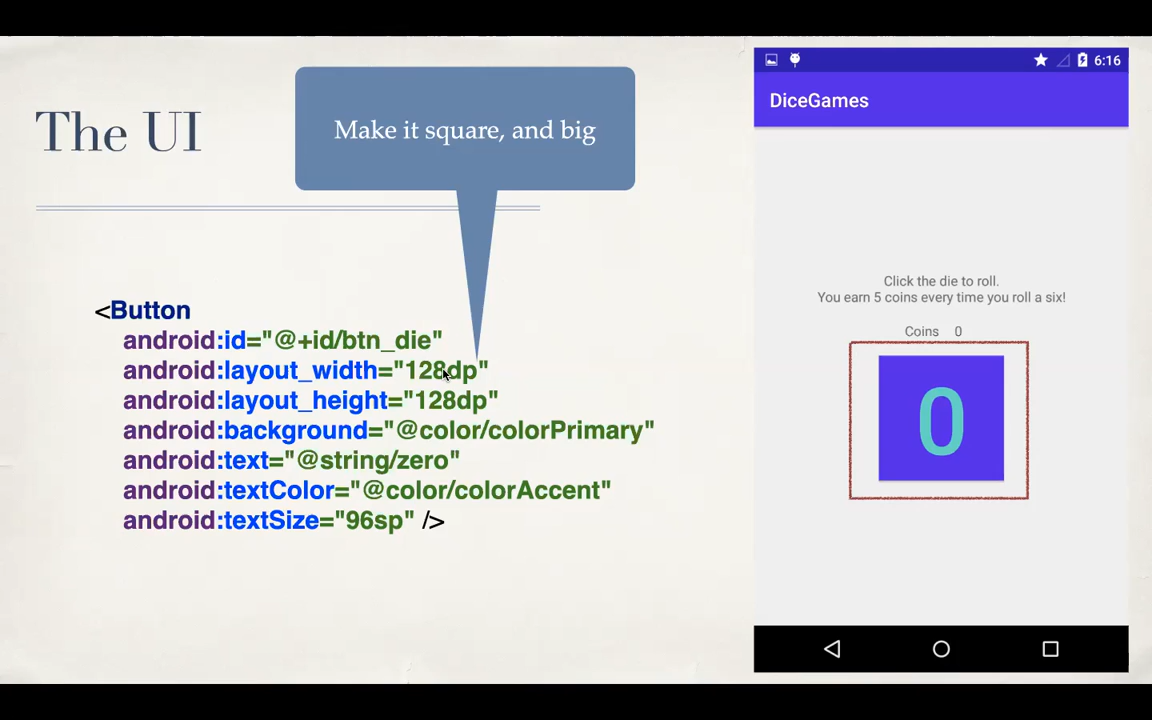 The UI
Make it square, and big
<Button
android:id="@+id/btn_die"
android:layout_width="128dp"
android:layout_height="128dp"
android:background="@color/colorPrimary"
android:text="@string/zero"
android:textColor="@color/colorAccent"
android:textSize="96sp" />
6:16
DiceGames
Click the die to roll.
You earn 5 coins every time you roll a six!
Coins 0
0